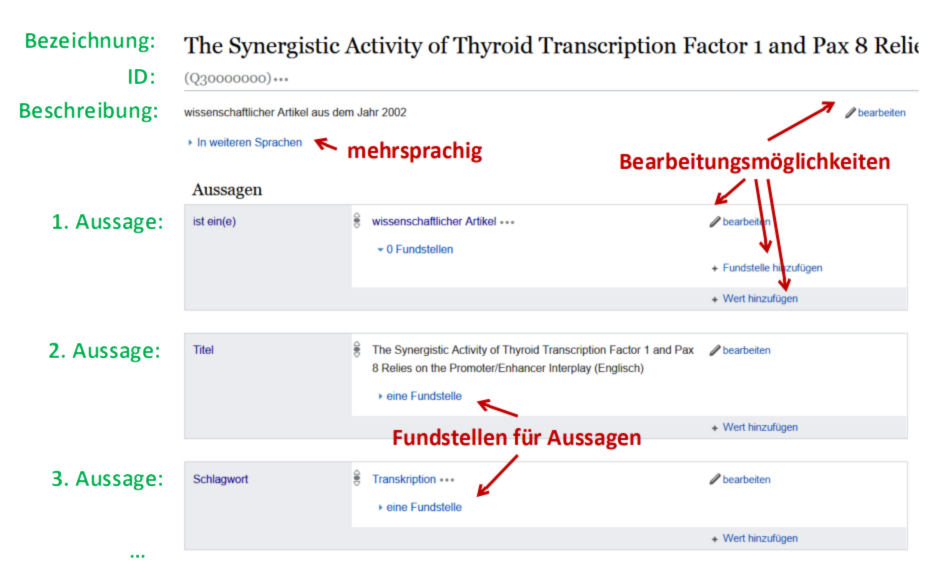 Bezeichnung: The Synergistic Activity of Thyroid Transcription Factor 1 and Pax 8 Relie
ID: (Q30000000)•••
Beschreibung: wissenschaftlicher Artikel aus dem Jahr 2002 bearbeiten
In weiteren Sprachen mehrsprachig
Bearbeitungsmöglichkeiten
Aussagen
1. Aussage: ist ein(e) wissenschaftlicher Artikel ••• bearbeiten
0 Fundstellen
+ Fundstelle hinzufügen
+ Wert hinzufügen
2. Aussage: Titel The Synergistic Activity of Thyroid Transcription Factor 1 and Pax bearbeiten
8 Relies on the Promoter/Enhancer Interplay (Englisch)
eine Fundstelle
+ Wert hinzufügen
Fundstellen für Aussagen
3. Aussage: Schlagwort Transkription ••• bearbeiten
eine Fundstelle
+ Wert hinzufügen
...